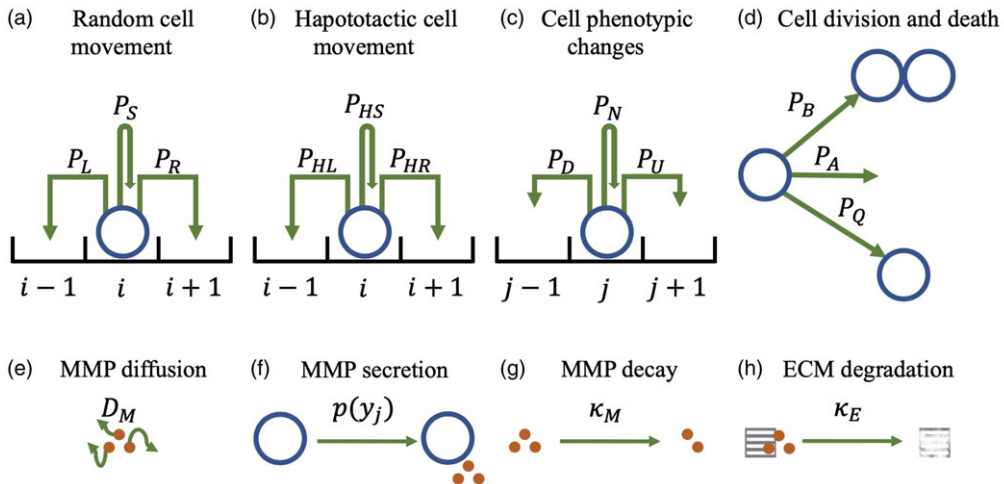 (a) Random cell movement
P_S
P_L P_R
i − 1 i i + 1
(b) Hapototactic cell movement
P_HS
P_HL P_HR
i − 1 i i + 1
(c) Cell phenotypic changes
P_N
P_D P_U
j − 1 j j + 1
(d) Cell division and death
P_B
P_A
P_Q
(e) MMP diffusion
D_M
(f) MMP secretion
p(y_j)
(g) MMP decay
κ_M
(h) ECM degradation
κ_E